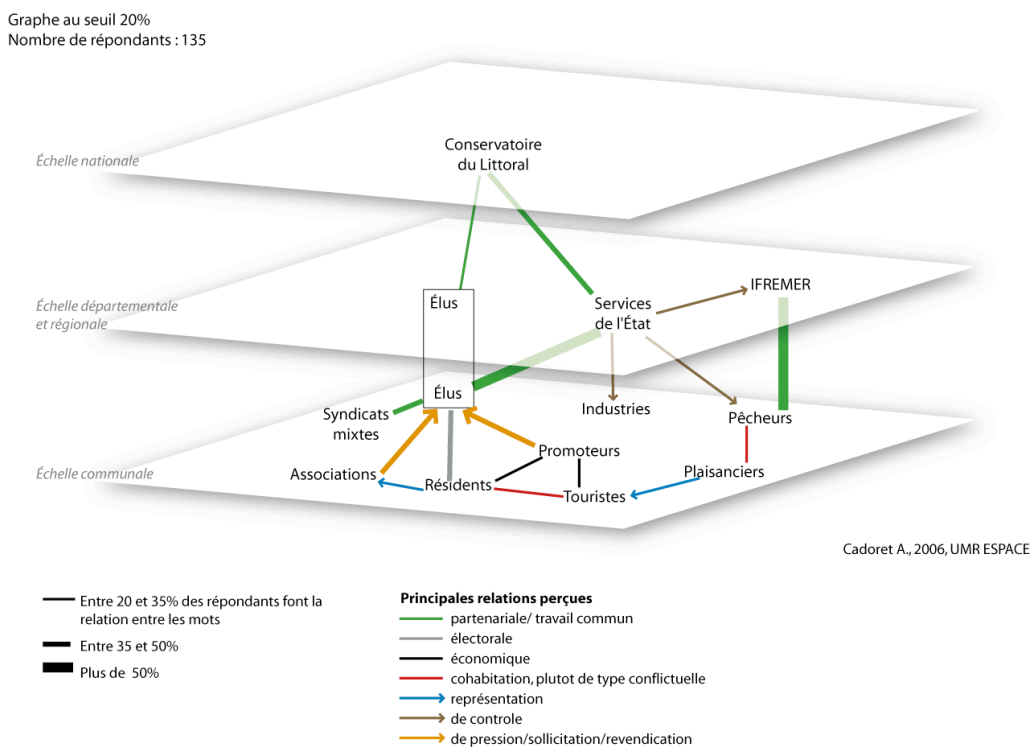 Graphe au seuil 20%
Nombre de répondants : 135
Conservatoire
du Littoral
Échelle nationale
IFREMER
Élus
Services
de l'État
Échelle départementale
et régionale
Élus
Industries
Syndicats
mixtes
Pêcheurs
Promoteurs
Échelle communale
Associations
Résidents
Plaisanciers
Touristes
Cadoret A., 2006, UMR ESPACE
Entre 20 et 35% des répondants font la
relation entre les mots
Entre 35 et 50%
Plus de 50%
Principales relations perçues
partenariale/ travail commun
électorale
économique
cohabitation, plutot de type conflictuelle
représentation
de controle
de pression/sollicitation/revendication